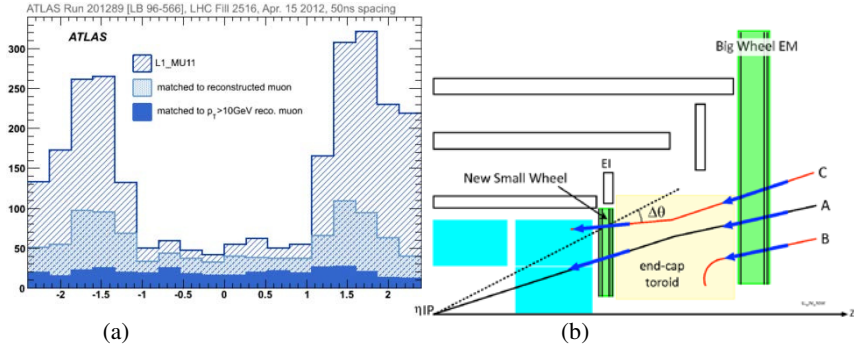 ATLAS Run 201289 [LB 96-566], LHC Fill 2516, Apr. 15 2012, 50ns spacing
ATLAS
L1_MU11
matched to reconstructed muon
matched to pT>10GeV reco. muon
300
250
200
150
100
50
0
-2 -1.5 -1 -0.5 0 0.5 1 1.5 2
η
(a)
Big Wheel EM
EI
New Small Wheel
Δθ
C
A
B
end-cap
toroid
IP
Z
(b)